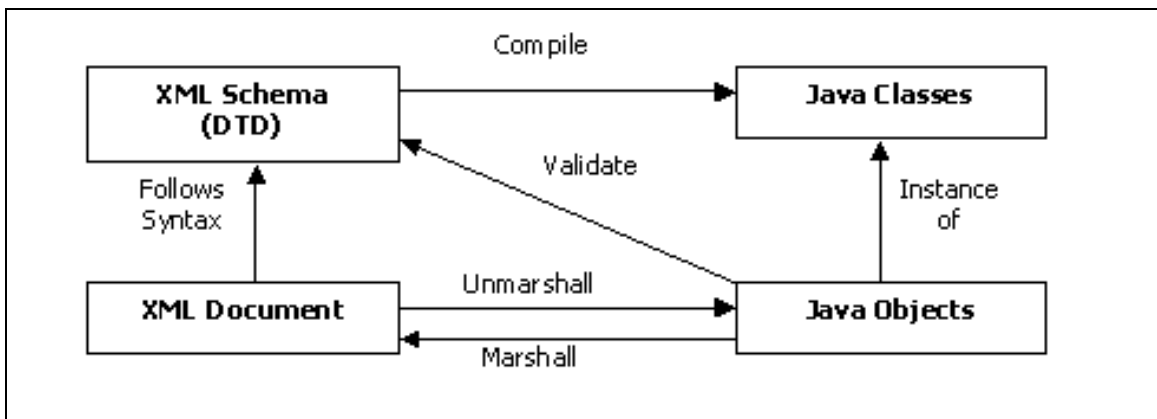 Compile
XML Schema
(DTD)
Java Classes
Validate
Follows
Syntax
Instance
of
Unmarshall
XML Document
Java Objects
Marshall